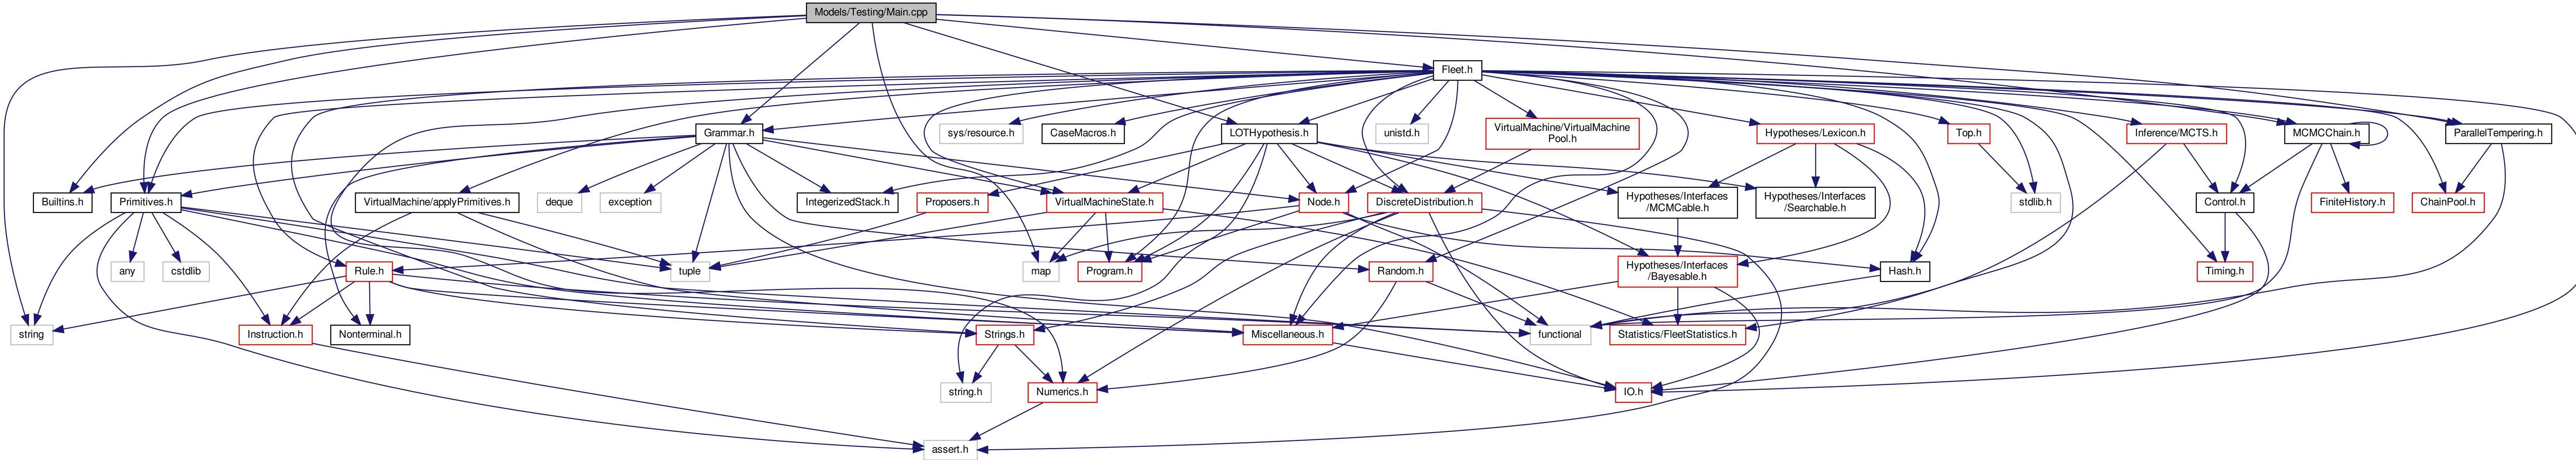 Models/Testing/Main.cpp
Fleet.h
Grammar.h
sys/resource.h
CaseMacros.h
LOTHypothesis.h
unistd.h
VirtualMachine/VirtualMachine
Pool.h
Hypotheses/Lexicon.h
Top.h
Inference/MCTS.h
MCMCChain.h
ParallelTempering.h
Builtins.h
Primitives.h
VirtualMachine/applyPrimitives.h
deque
exception
IntegerizedStack.h
Proposers.h
VirtualMachineState.h
Node.h
DiscreteDistribution.h
Hypotheses/Interfaces
/MCMCable.h
Hypotheses/Interfaces
/Searchable.h
stdlib.h
Control.h
FiniteHistory.h
ChainPool.h
any
cstdlib
Rule.h
tuple
map
Program.h
Random.h
Hypotheses/Interfaces
/Bayesable.h
Hash.h
Timing.h
string
Instruction.h
Nonterminal.h
Strings.h
Miscellaneous.h
functional
Statistics/FleetStatistics.h
string.h
Numerics.h
IO.h
assert.h